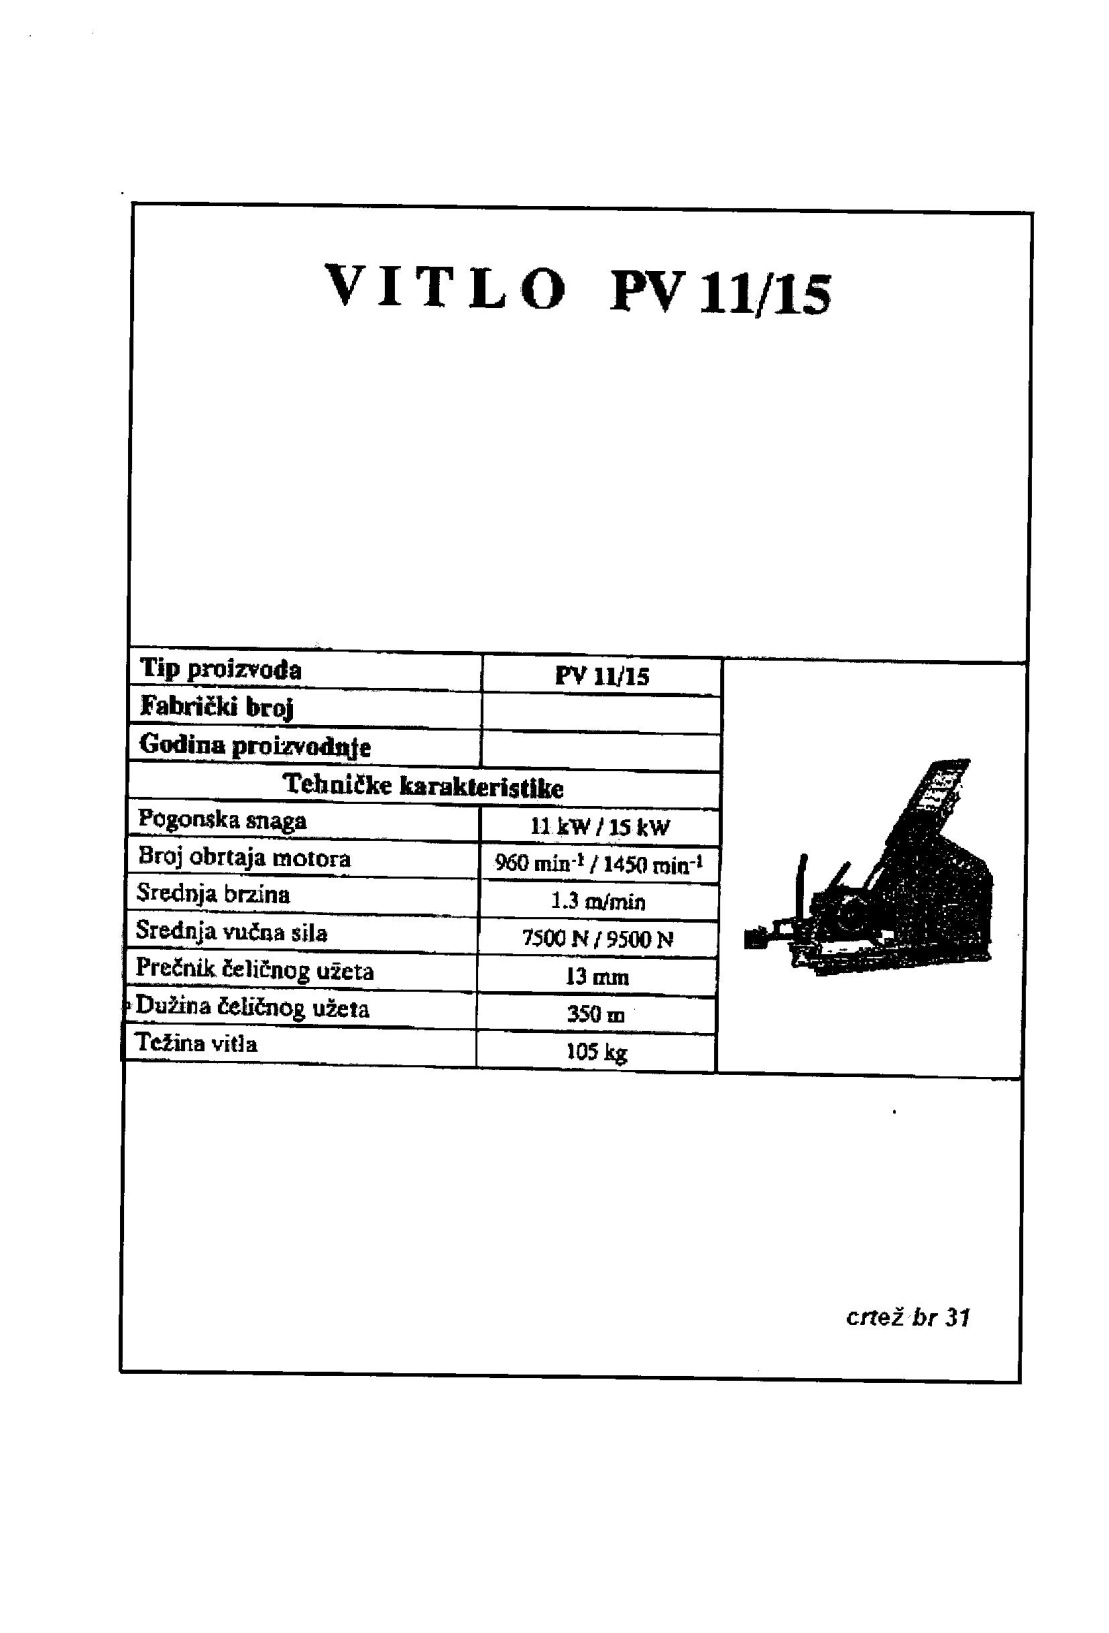 VITLO PV 11/15
Tip proizvoda PV 11/15
Fabrički broj
Godina proizvodnje
Tehničke karakteristike
Pogonska snaga 11 kW / 15 kW
Broj obrtaja motora 960 min⁻¹ / 1450 min⁻¹
Srednja brzina 1.3 m/min
Srednja vučna sila 7500 N / 9500 N
Prečnik čeličnog užeta 13 mm
Dužina čeličnog užeta 350 m
Težina vitla 105 kg
crtež br 31